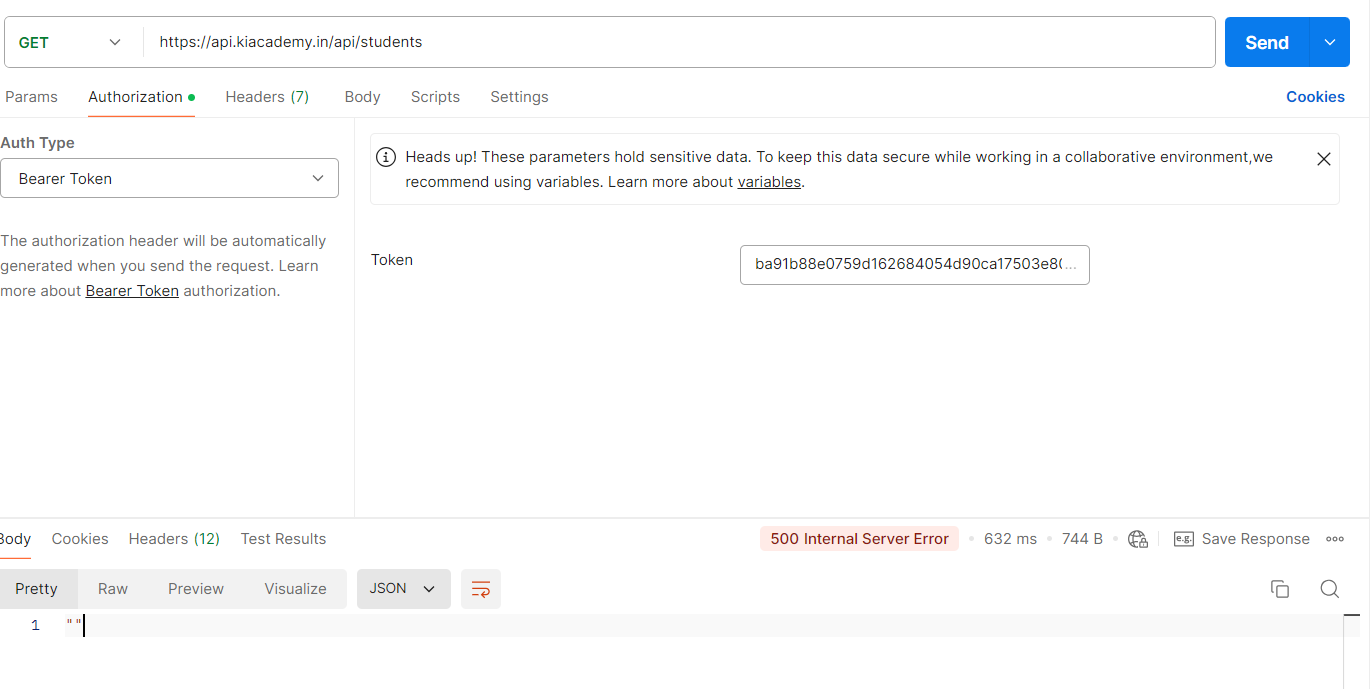 GET https://api.kiacademy.in/api/students Send
Params Authorization Headers (7) Body Scripts Settings Cookies
Auth Type
Bearer Token
The authorization header will be automatically
generated when you send the request. Learn
more about Bearer Token authorization.
Heads up! These parameters hold sensitive data. To keep this data secure while working in a collaborative environment,we
recommend using variables. Learn more about variables.
Token ba91b88e0759d162684054d90ca17503e8(...
Body Cookies Headers (12) Test Results 500 Internal Server Error 632 ms 744 B e.g. Save Response
Pretty Raw Preview Visualize JSON
1 ""